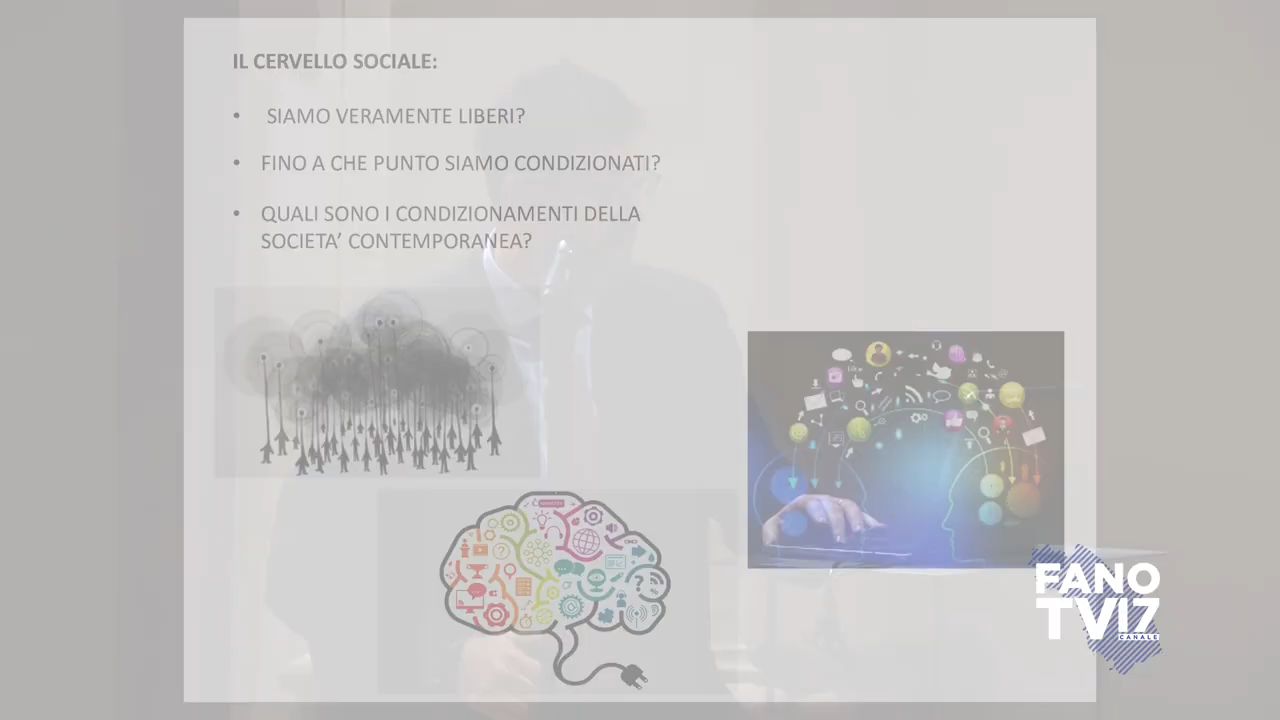 IL CERVELLO SOCIALE:
• SIAMO VERAMENTE LIBERI?
• FINO A CHE PUNTO SIAMO CONDIZIONATI?
• QUALI SONO I CONDIZIONAMENTI DELLA
SOCIETA’ CONTEMPORANEA?
FANO
TV17
CANALE